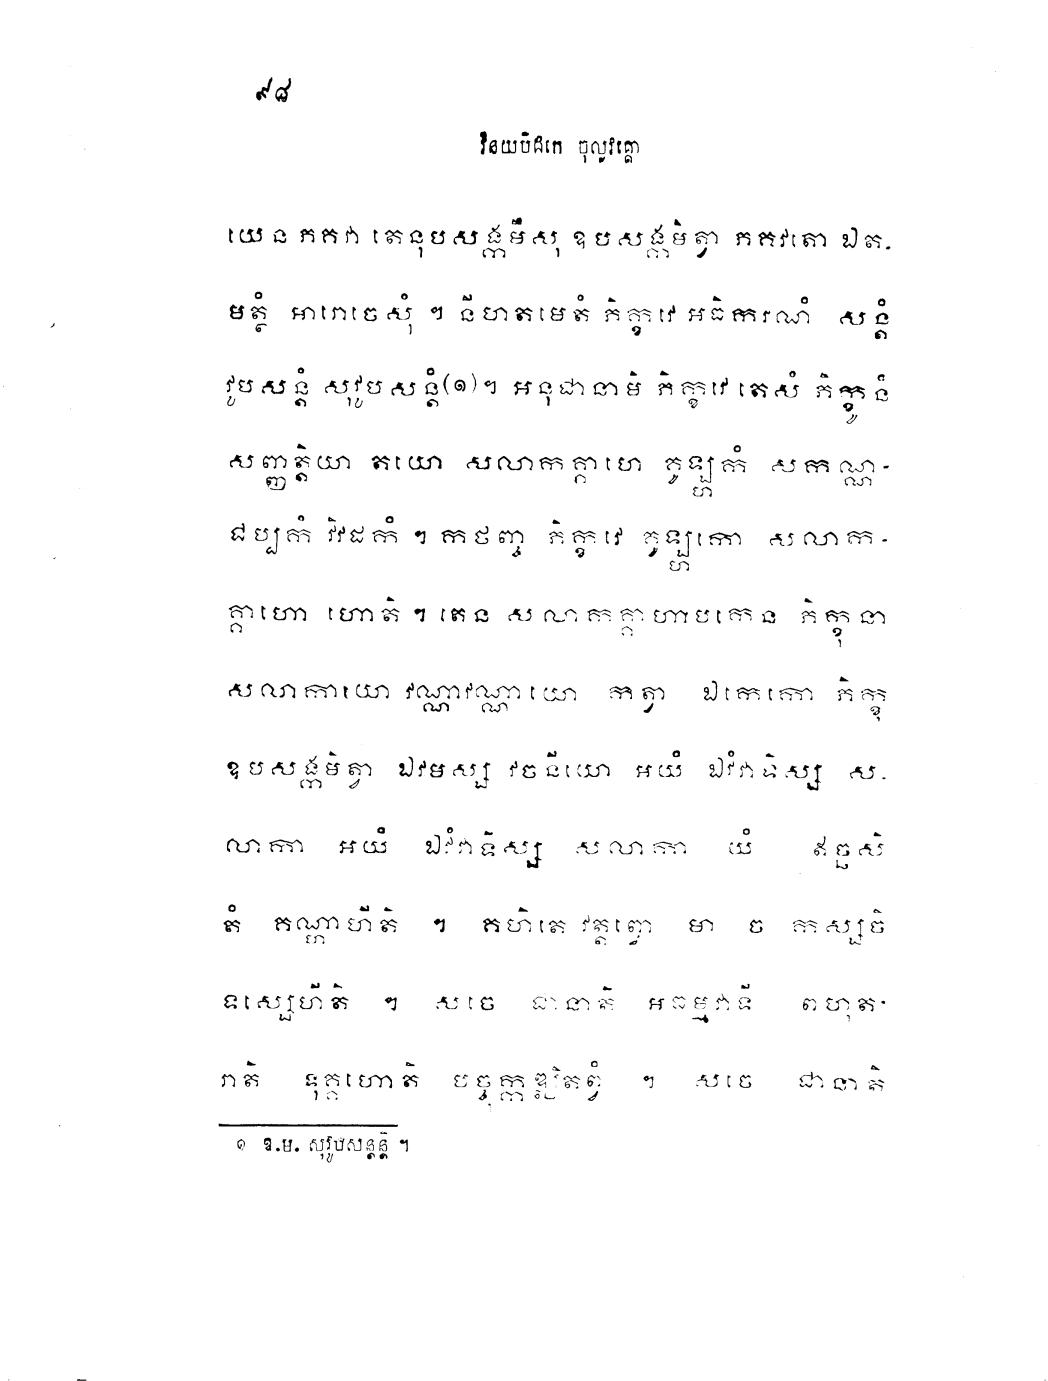 ៩៨
វិនយបិដកេ ចុល្លវគ្គោ
យេន ភគវា តេនុបសង្កមឹសុ ឧបសង្កមិត្វា ភគវតោ ឯត-
មត្ថំ អារោចេសុំ ។ នីហតមេតំ ភិក្ខវេ អធិករណំ សន្តំ
វូបសន្តំ សុវូបសន្តំ(១)។ អនុជានាមិ ភិក្ខវេ តេសំ ភិក្ខូនំ
សញ្ញត្តិយា តយោ សលាកគ្គាហេ គូឡ្ហកំ សកណ្ណ-
ជប្បកំ វិវដកំ ។ កថញ្ច ភិក្ខវេ គូឡ្ហកោ សលាក-
គ្គាហោ ហោតិ ។ តេន សលាកគ្គាហាបកេន ភិក្ខុនា
សលាកាយោ វណ្ណាវណ្ណាយោ កត្វា ឯកេកោ ភិក្ខុ
ឧបសង្កមិត្វា ឯវមស្ស វចនីយោ អយំ ឯវំវាទិស្ស ស-
លាកា អយំ ឯវំវាទិស្ស សលាកា យំ ឥច្ឆសិ
តំ គណ្ហាហីតិ ។ គហិតេ វត្តព្វោ មា ច កស្សចិ
ទស្សេហីតិ ។ សចេ ជានាតិ អធម្មវាទី ពហុត-
រាតិ ទុគ្គហោតិ បច្ចុក្កឌ្ឍិតព្វំ ។ សចេ ជានាតិ
១ ឱ.ម. សុវូបសន្តន្តិ ។